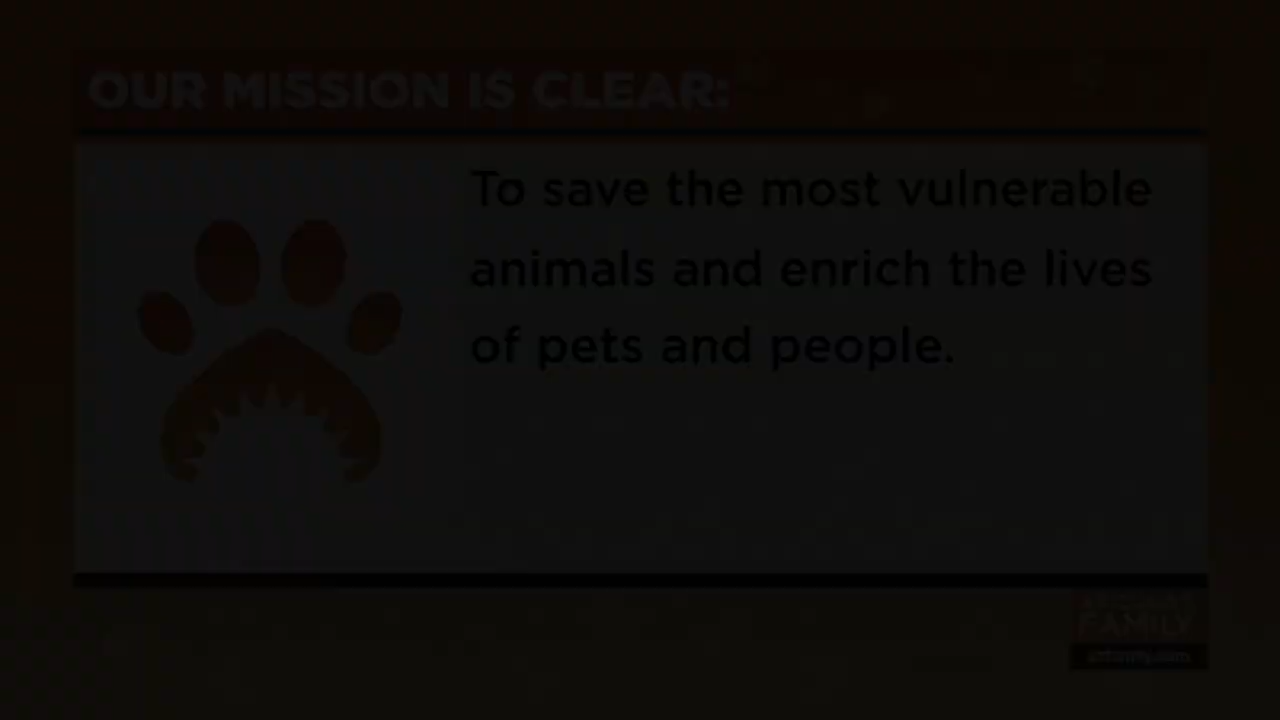 OUR MISSION IS CLEAR:
To save the most vulnerable
animals and enrich the lives
of pets and people.
FAMILY